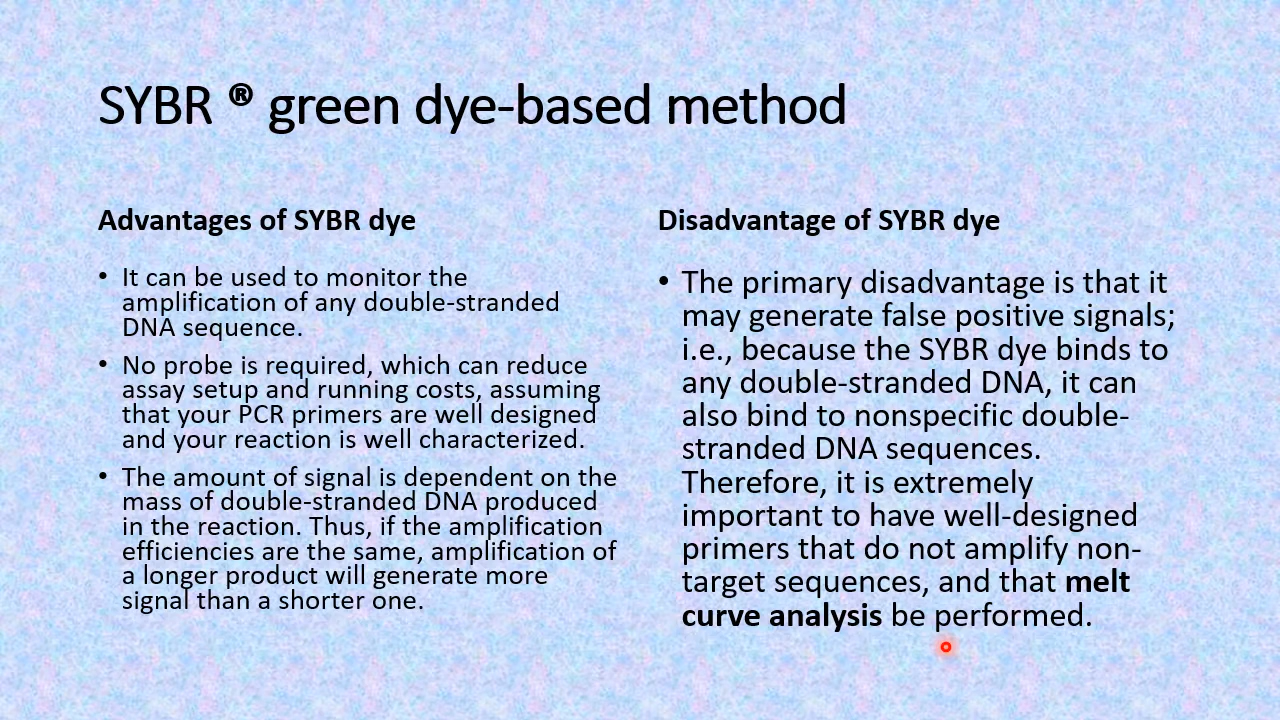 SYBR ® green dye-based method
Advantages of SYBR dye
• It can be used to monitor the
amplification of any double-stranded
DNA sequence.
• No probe is required, which can reduce
assay setup and running costs, assuming
that your PCR primers are well designed
and your reaction is well characterized.
• The amount of signal is dependent on the
mass of double-stranded DNA produced
in the reaction. Thus, if the amplification
efficiencies are the same, amplification of
a longer product will generate more
signal than a shorter one.
Disadvantage of SYBR dye
• The primary disadvantage is that it
may generate false positive signals;
i.e., because the SYBR dye binds to
any double-stranded DNA, it can
also bind to nonspecific double-
stranded DNA sequences.
Therefore, it is extremely
important to have well-designed
primers that do not amplify non-
target sequences, and that melt
curve analysis be performed.